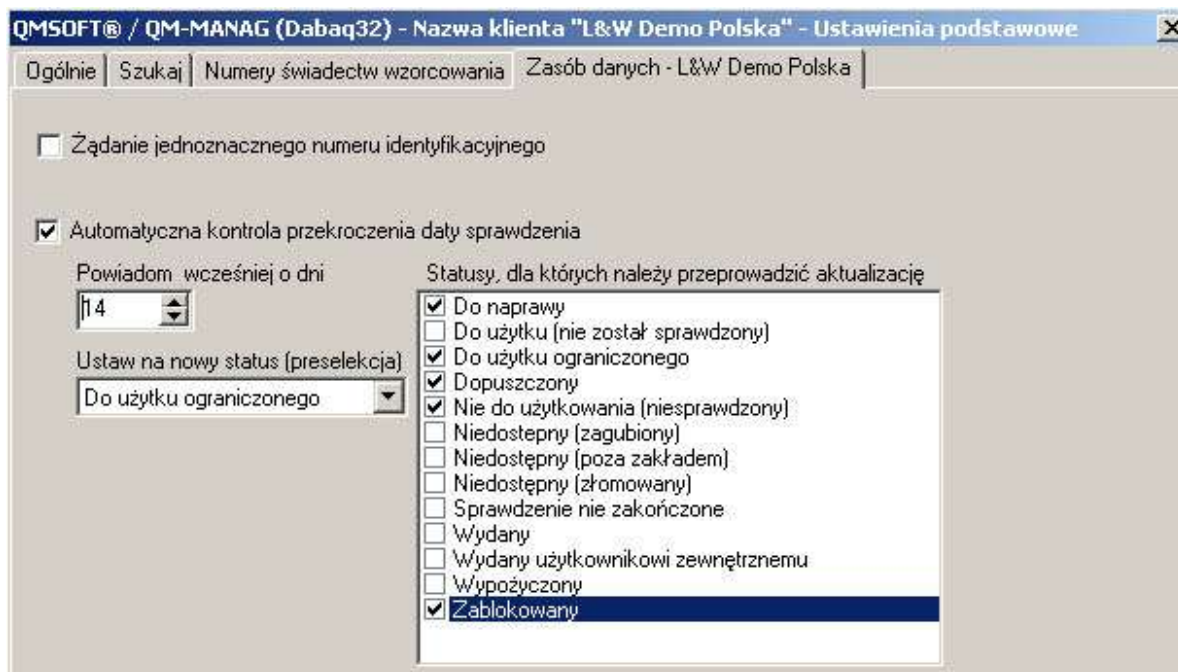 QMSOFT® / QM-MANAG (Dabaq32) - Nazwa klienta "L&W Demo Polska" - Ustawienia podstawowe
Ogólnie Szukaj Numery świadectw wzorcowania Zasób danych - L&W Demo Polska
Żądanie jednoznacznego numeru identyfikacyjnego
Automatyczna kontrola przekroczenia daty sprawdzenia
Powiadom wcześniej o dni
14
Ustaw na nowy status (preselekcja)
Do użytku ograniczonego
Statusy, dla których należy przeprowadzić aktualizację
Do naprawy
Do użytku (nie został sprawdzony)
Do użytku ograniczonego
Dopuszczony
Nie do użytkowania (niesprawdzony)
Niedostepny (zagubiony)
Niedostępny (poza zakładem)
Niedostępny (złomowany)
Sprawdzenie nie zakończone
Wydany
Wydany użytkownikowi zewnętrznemu
Wypożyczony
Zablokowany